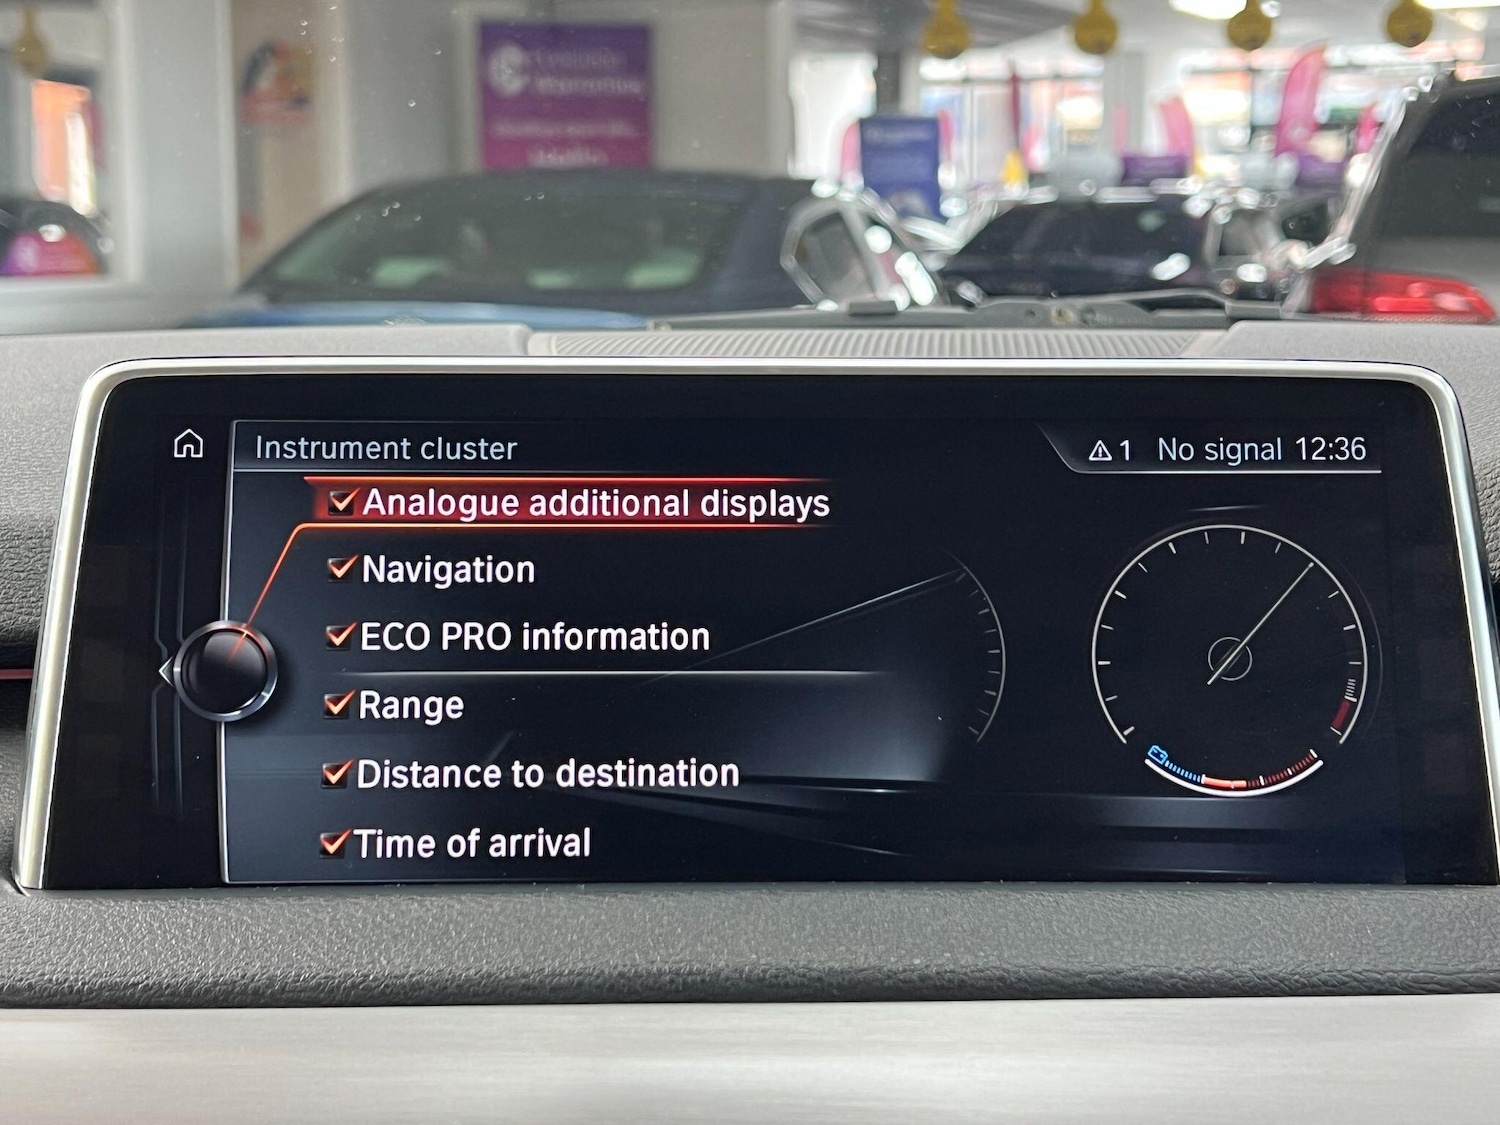 Instrument cluster
1 No signal 12:36
Analogue additional displays
Navigation
ECO PRO information
Range
Distance to destination
Time of arrival